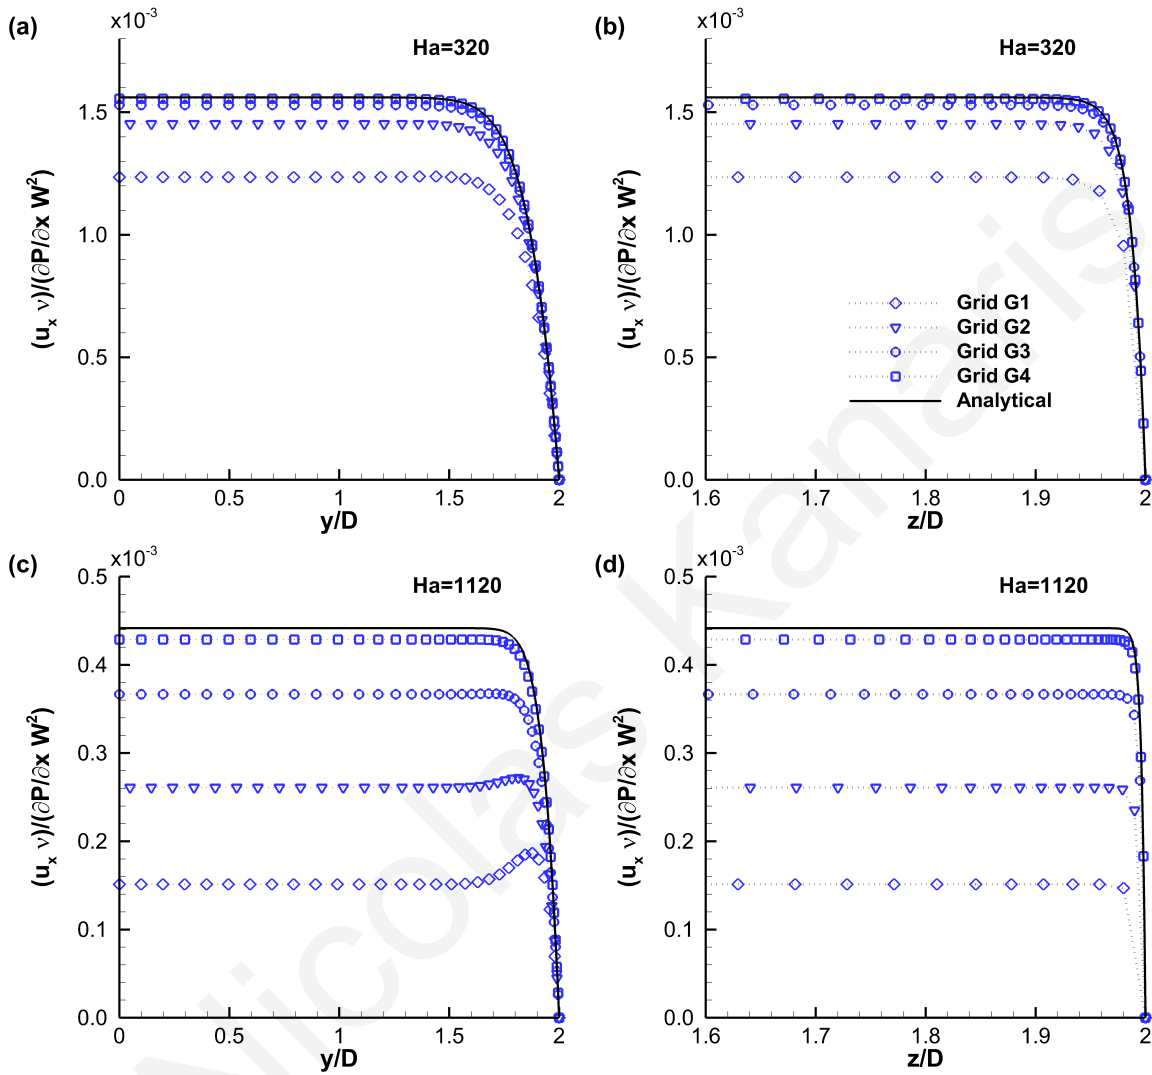 (a)
x10-3
Ha=320
1.5
1.0
0.5
0.0
0 0.5 1 1.5 2
y/D
(ux ν)/(∂P/∂x W2)
(b)
x10-3
Ha=320
1.5
1.0
0.5
0.0
1.6 1.7 1.8 1.9 2
z/D
(ux ν)/(∂P/∂x W2)
Grid G1
Grid G2
Grid G3
Grid G4
Analytical
(c)
x10-3
Ha=1120
0.5
0.4
0.3
0.2
0.1
0.0
0 0.5 1 1.5 2
y/D
(ux ν)/(∂P/∂x W2)
(d)
x10-3
Ha=1120
0.5
0.4
0.3
0.2
0.1
0.0
1.6 1.7 1.8 1.9 2
z/D
(ux ν)/(∂P/∂x W2)
Nicolas Kanaris